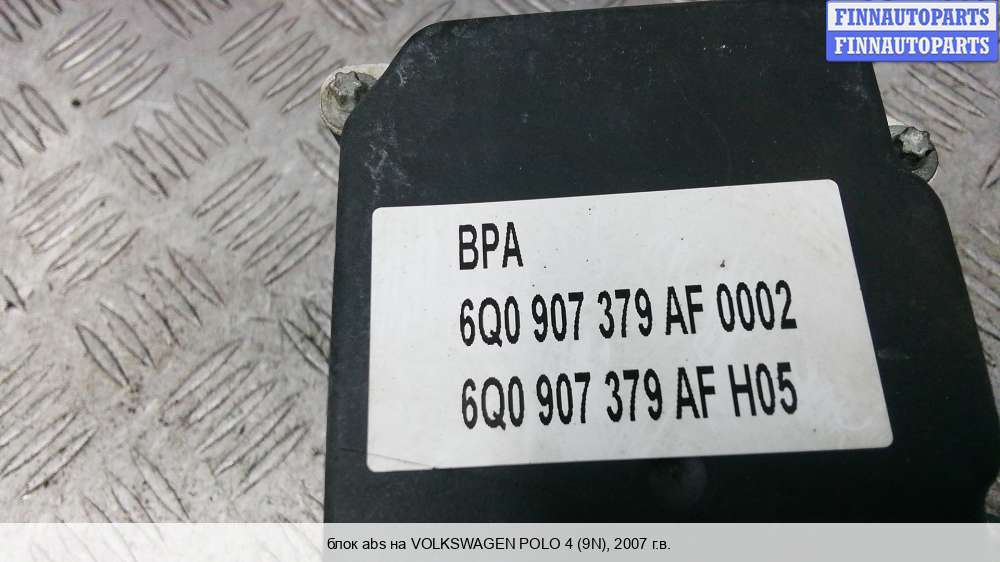 FINNAUTOPARTS
FINNAUTOPARTS
BPA
6Q0 907 379 AF 0002
6Q0 907 379 AF H05
блок abs на VOLKSWAGEN POLO 4 (9N), 2007 г.в.